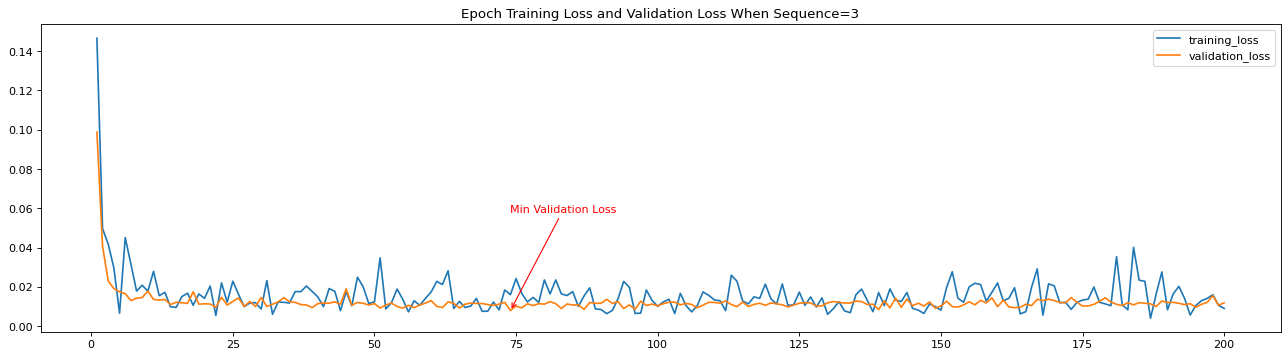 Epoch Training Loss and Validation Loss When Sequence=3
training_loss
validation_loss
0.14
0.12
0.10
0.08
0.06
0.04
0.02
0.00
Min Validation Loss
0 25 50 75 100 125 150 175 200